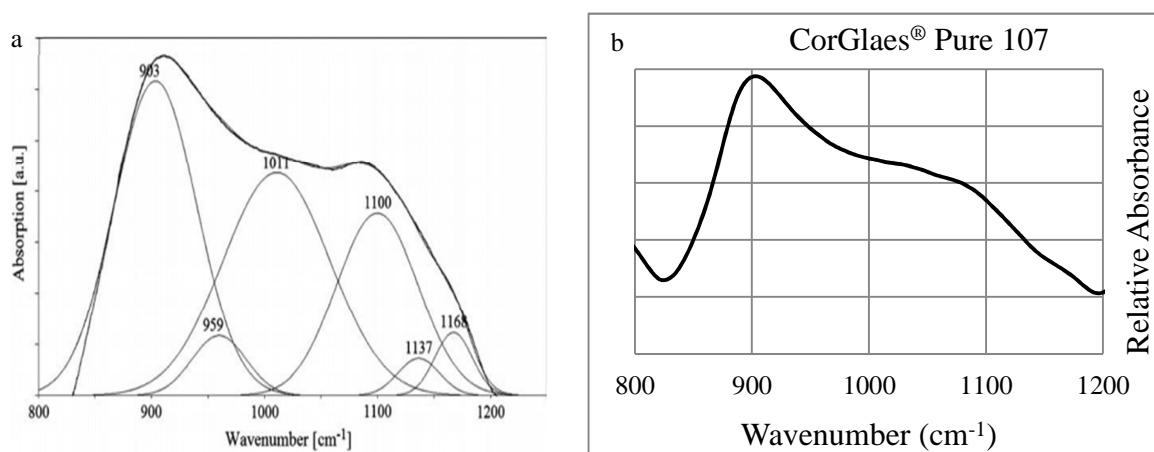 a
903
959
1011
1100
1137
1168
Absorption [a.u.]
800 900 1000 1100 1200
Wavenumber [cm⁻¹]
b CorGlaes® Pure 107
Relative Absorbance
800 900 1000 1100 1200
Wavenumber (cm⁻¹)